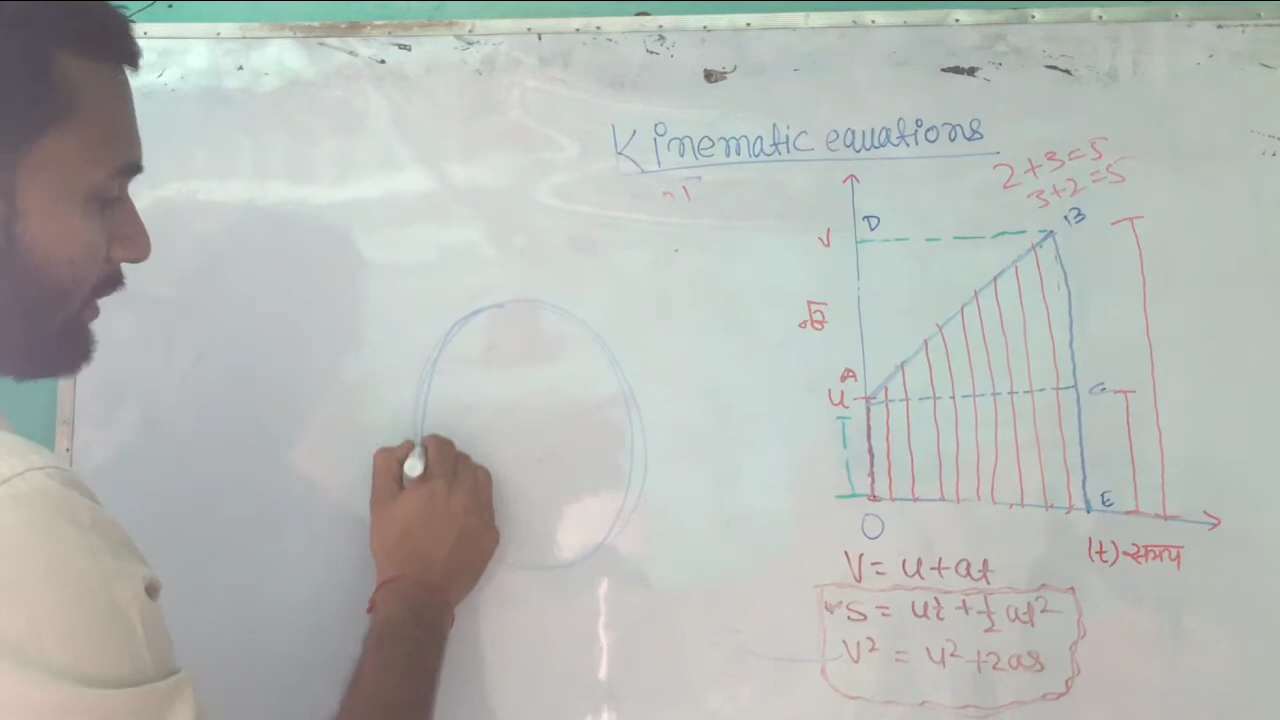 Kinematic equations
2+3=5
3+2=5
D
B
V
A
u
C
E
O
(t) समय
V = u + at
S = ut + 1/2 at²
V² = u² + 2as